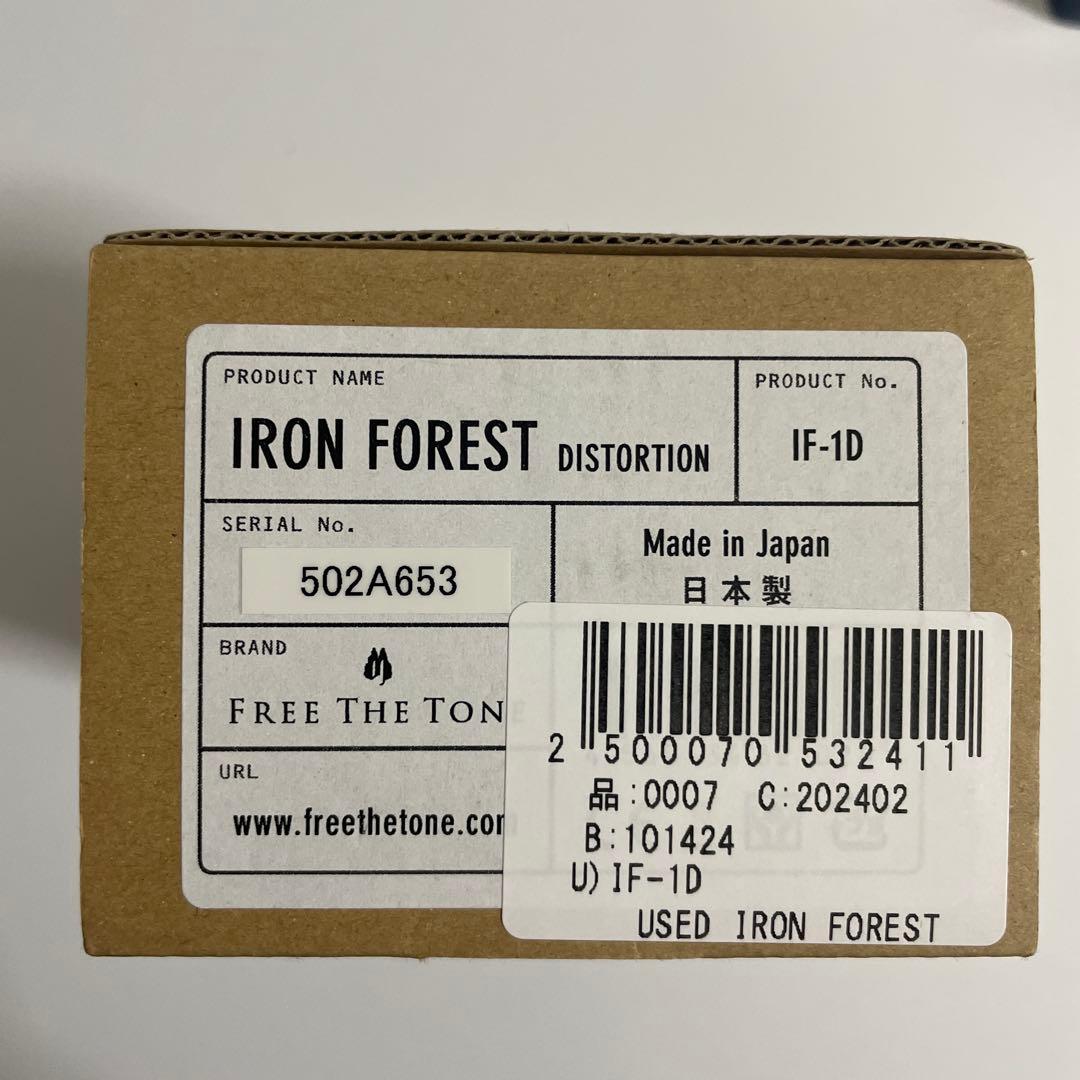 PRODUCT NAME
IRON FOREST DISTORTION
PRODUCT No.
IF-1D
SERIAL No.
502A653
Made in Japan
日本製
BRAND
FREE THE TONE
URL
www.freethetone.com
2 500070 532411
品:0007 C:202402
B:101424
U)IF-1D
USED IRON FOREST